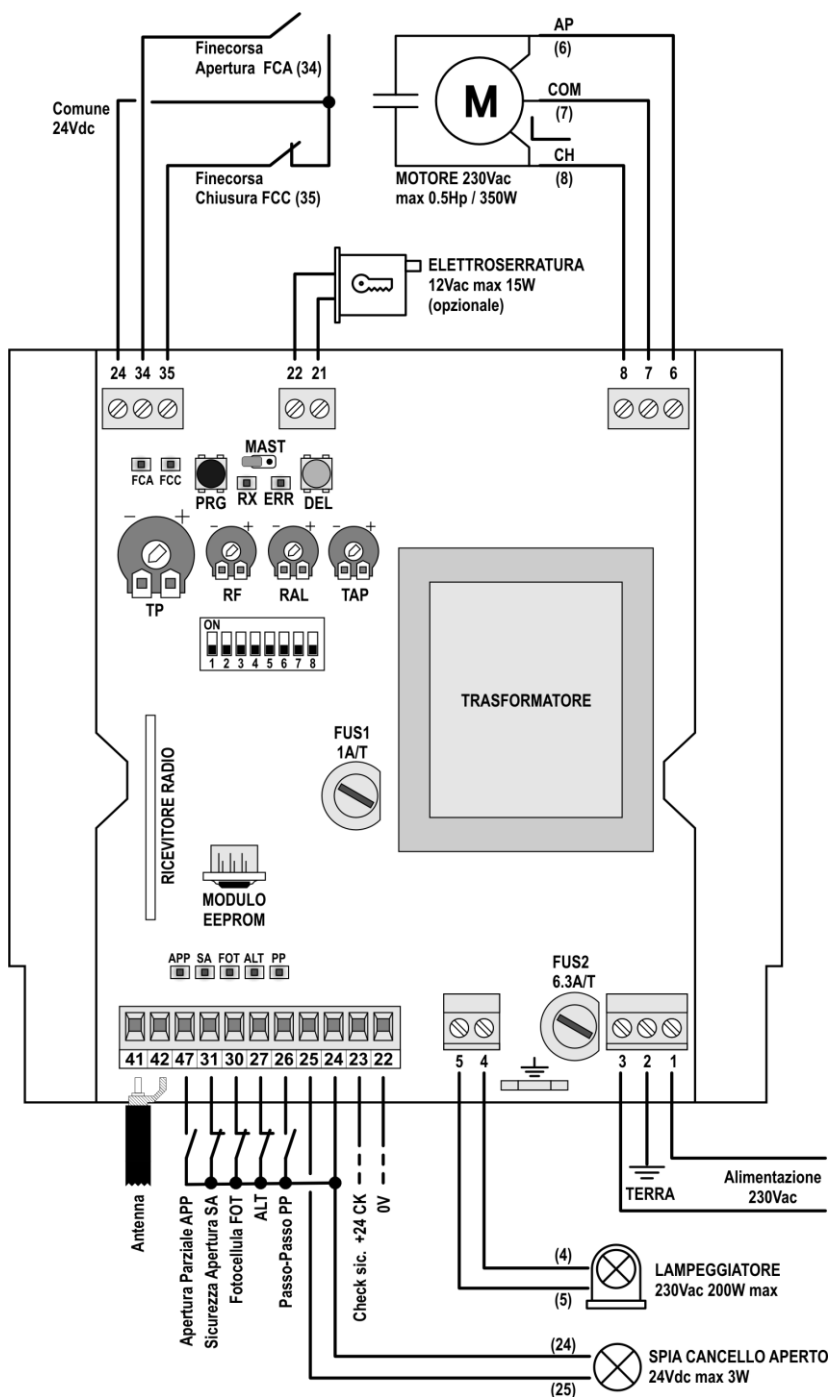 Finecorsa
Apertura FCA (34)
Comune
24Vdc
Finecorsa
Chiusura FCC (35)
AP
(6)
M
COM
(7)
CH
(8)
MOTORE 230Vac
max 0.5Hp / 350W
ELETTROSERRATURA
12Vac max 15W
(opzionale)
24 34 35
22 21
8 7 6
FCA FCC
PRG
MAST
RX ERR
DEL
- +
TP
- +
RF
- +
RAL
- +
TAP
ON
1 2 3 4 5 6 7 8
TRASFORMATORE
FUS1
1A/T
RICEVITORE RADIO
MODULO
EEPROM
APP SA FOT ALT PP
FUS2
6.3A/T
41 42 47 31 30 27 26 25 24 23 22
5 4
3 2 1
Antenna
Apertura Parziale APP
Sicurezza Apertura SA
Fotocellula FOT
ALT
Passo-Passo PP
Check sic. +24 CK
0V
TERRA
Alimentazione
230Vac
(4)
(5)
LAMPEGGIATORE
230Vac 200W max
(24)
(25)
SPIA CANCELLO APERTO
24Vdc max 3W